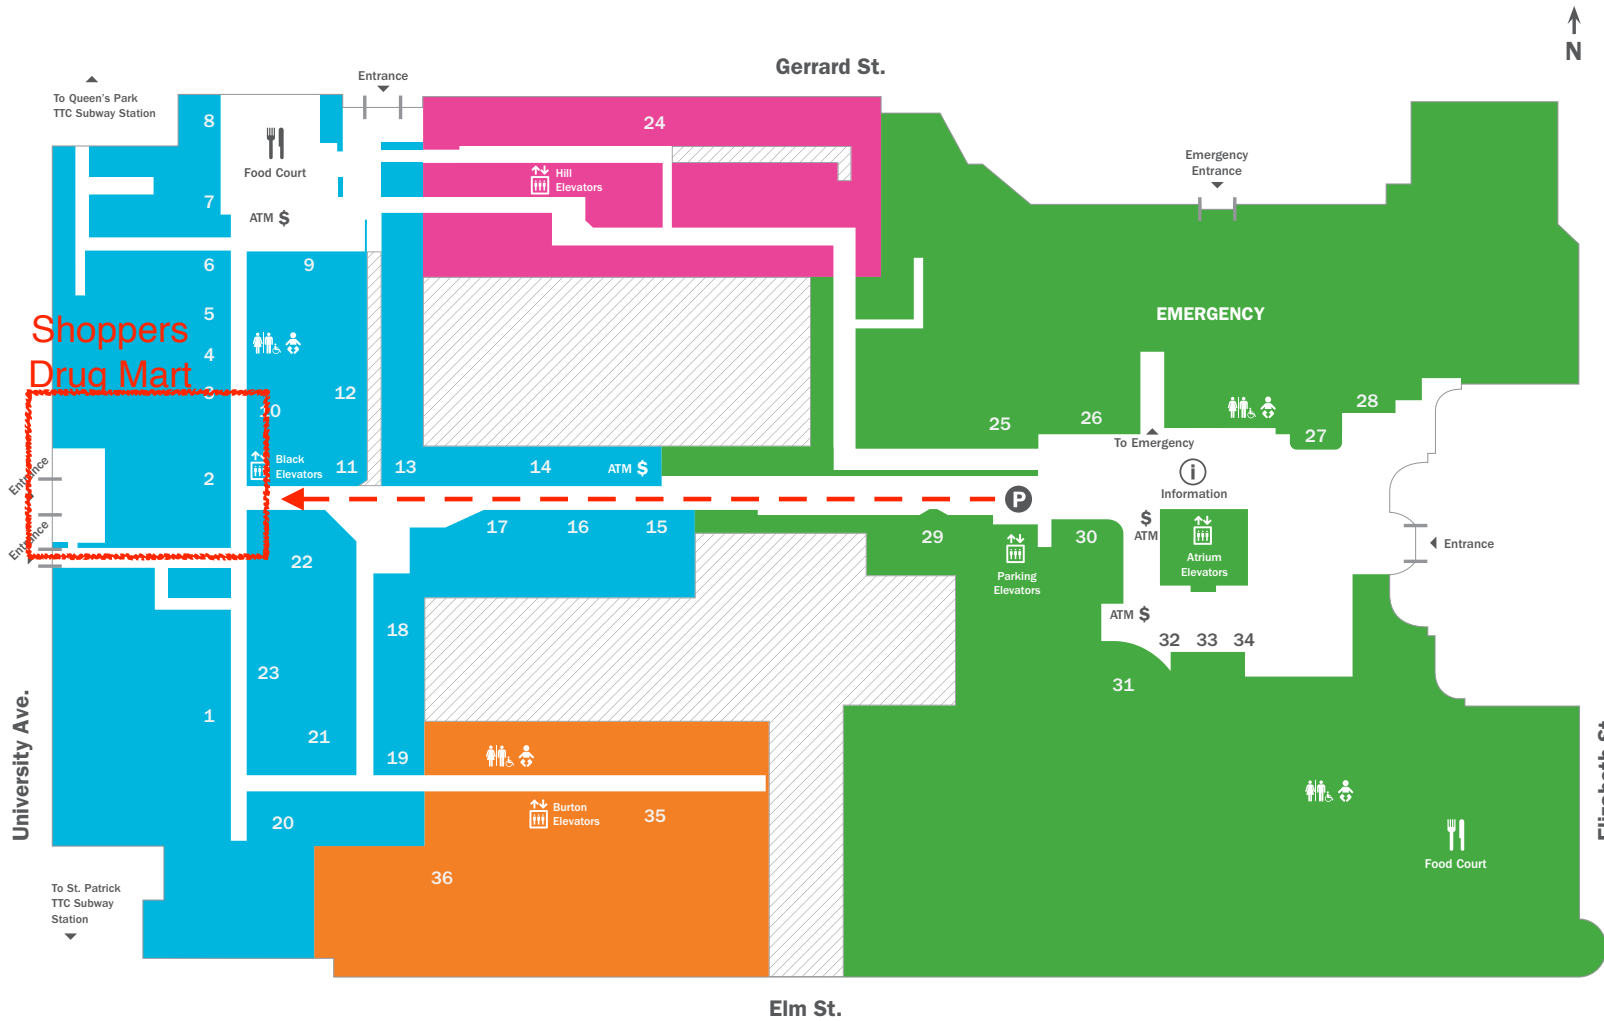 N
Gerrard St.
Entrance
To Queen's Park
TTC Subway Station
8
24
Food Court
Hill
Elevators
Emergency
Entrance
7
ATM $
6
9
5
EMERGENCY
Shoppers
4
Drug Mart
3
12
10
28
25
26
27
To Emergency
Black
Elevators
11
13
14
ATM $
2
Entrance
i
Information
P
17
16
15
$
ATM
29
30
Entrance
Entrance
22
Parking
Elevators
Atrium
Elevators
ATM $
18
32
33
34
23
31
1
21
19
University Ave.
Elizabeth St.
Burton
Elevators
35
20
Food Court
36
To St. Patrick
TTC Subway
Station
Elm St.